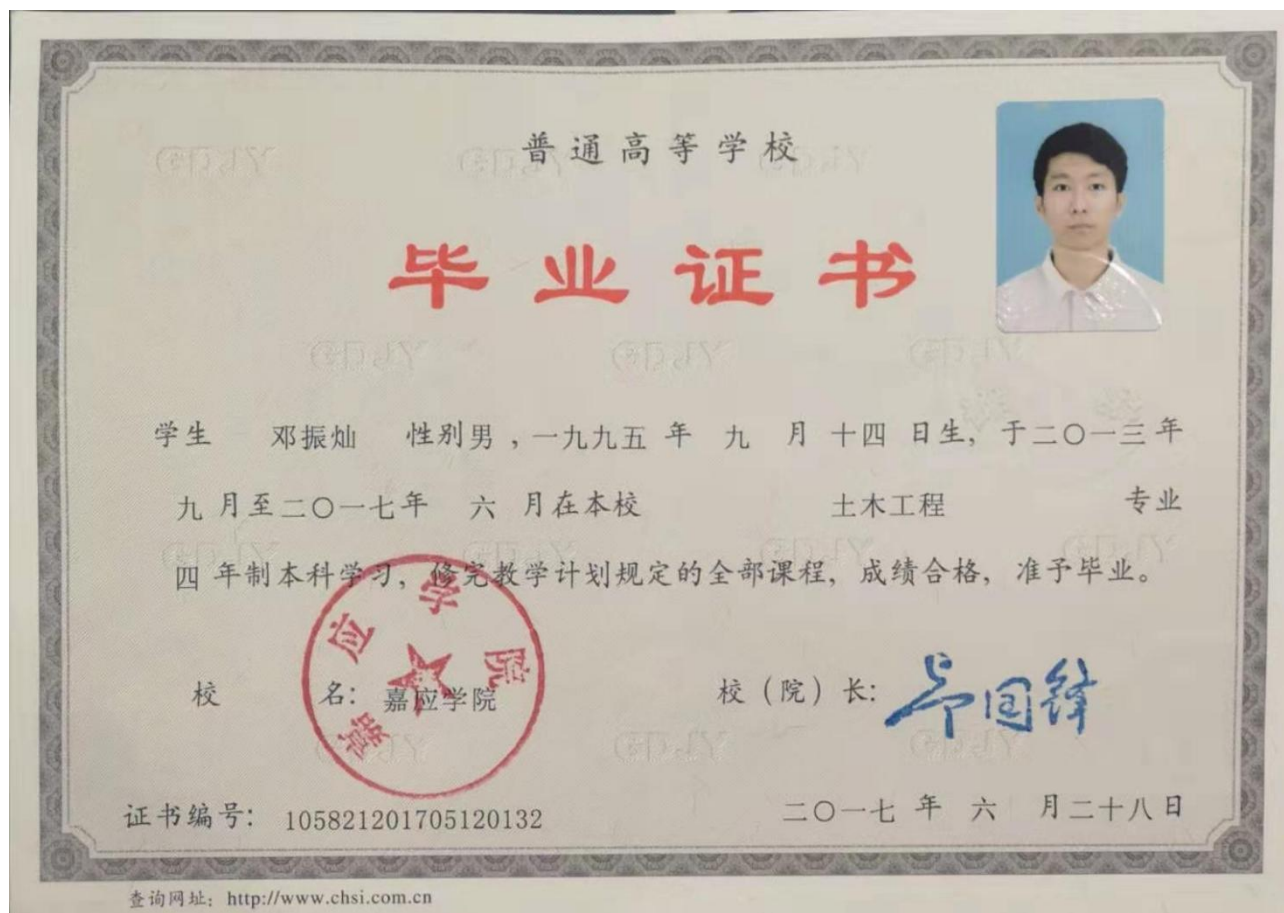 普通高等学校
毕业证书
学生 邓振灿 性别男，一九九五年 九 月 十四 日生，于二〇一三年
九月至二〇一七年 六 月在本校 土木工程 专业
四 年制本科学习，修完教学计划规定的全部课程，成绩合格，准予毕业。
校 名：嘉应学院
嘉应学院
校（院）长：
证书编号：105821201705120132
二〇一七 年 六 月二十八日
查询网址：http://www.chsi.com.cn